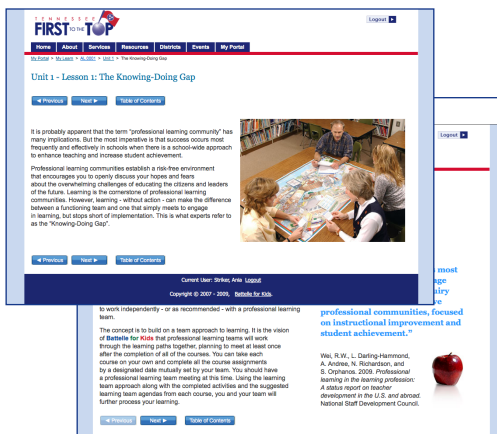 TENNESSEE
FIRST TO THE TOP
Logout
Home About Services Resources Districts Events My Portal
My Portal > My Learn > AL 0001 > Unit 1 > The Knowing-Doing Gap
Unit 1 - Lesson 1: The Knowing-Doing Gap
Previous Next Table of Contents
It is probably apparent that the term "professional learning community" has
many implications. But the most imperative is that success occurs most
frequently and effectively in schools when there is a school-wide approach
to enhance teaching and increase student achievement.
Professional learning communities establish a risk-free environment
that encourages you to openly discuss your hopes and fears
about the overwhelming challenges of educating the citizens and leaders
of the future. Learning is the cornerstone of professional learning
communities. However, learning - without action - can make the difference
between a functioning team and one that simply meets to engage
in learning, but stops short of implementation. This is what experts refer to
as the "Knowing-Doing Gap".
Previous Next Table of Contents
Current User: Striker, Ania Logout
Copyright © 2007 - 2009, Battelle for Kids.
Logout
most
professional communities, focused
on instructional improvement and
student achievement."
Wei, R.W., L. Darling-Hammond,
A. Andree, N. Richardson, and
S. Orphanos. 2009. Professional
learning in the learning profession:
A status report on teacher
development in the U.S. and abroad.
National Staff Development Council.
to work independently - or as recommended - with a professional learning
team.
The concept is to build on a team approach to learning. It is the vision
of Battelle for Kids that professional learning teams will work
through the learning paths together, planning to meet at least once
after the completion of all of the courses. You can take each
course on your own and complete all the course assignments
by a designated date mutually set by your team. You should have
a professional learning team meeting at this time. Using the learning
team approach along with the completed activities and the suggested
learning team agendas from each course, you and your team will
further process your learning.
Previous Next Table of Contents